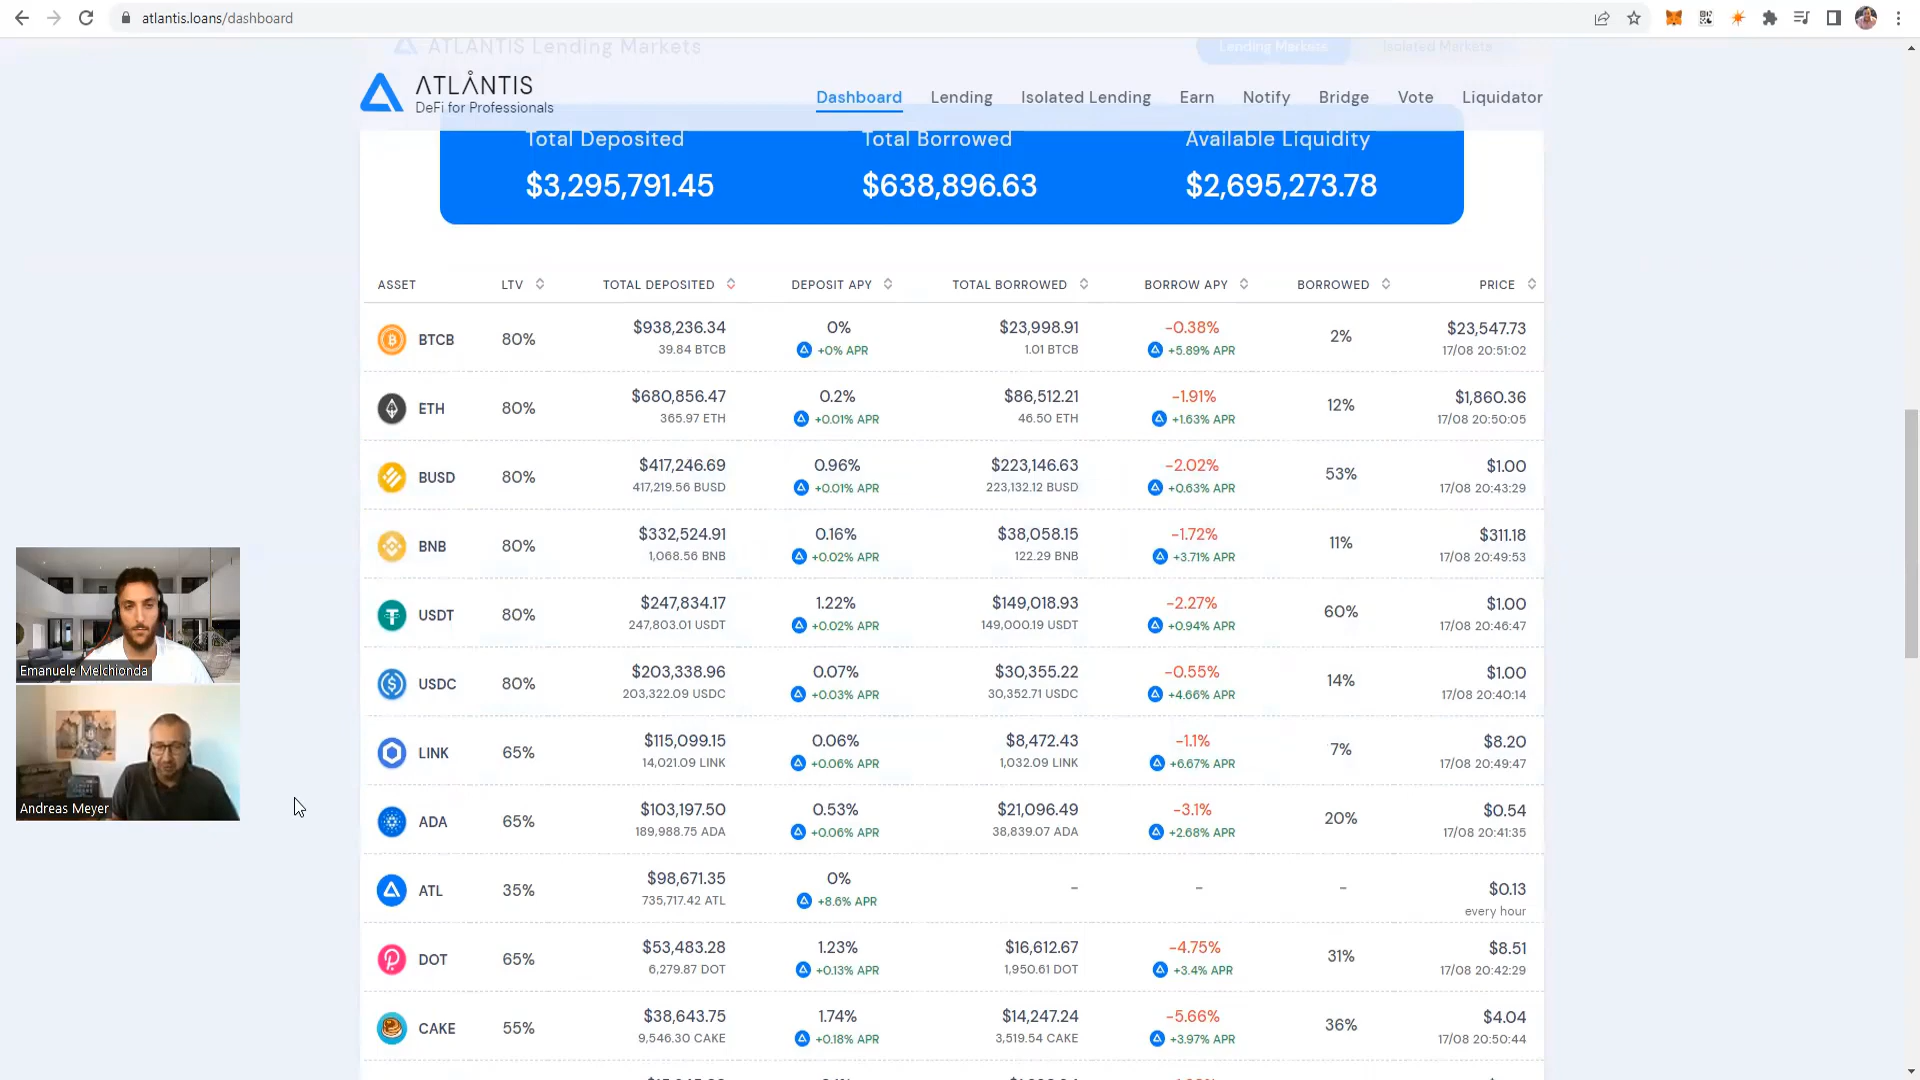 atlantis.loans/dashboard
ATLANTIS Lending Markets
Lending Markets
Isolated Markets
ATLANTIS
DeFi for Professionals
Dashboard Lending Isolated Lending Earn Notify Bridge Vote Liquidator
Total Deposited Total Borrowed Available Liquidity
$3,295,791.45 $638,896.63 $2,695,273.78
ASSET LTV TOTAL DEPOSITED DEPOSIT APY TOTAL BORROWED BORROW APY BORROWED PRICE
$938,236.34 0% $23,998.91 -0.38% $23,547.73
BTCB 80% 2%
39.84 BTCB +0% APR 1.01 BTCB +5.89% APR 17/08 20:51:02
$680,856.47 0.2% $86,512.21 -1.91% $1,860.36
ETH 80% 12%
365.97 ETH +0.01% APR 46.50 ETH +1.63% APR 17/08 20:50:05
$417,246.69 0.96% $223,146.63 -2.02% $1.00
BUSD 80% 53%
417,219.56 BUSD +0.01% APR 223,132.12 BUSD +0.63% APR 17/08 20:43:29
$332,524.91 0.16% $38,058.15 -1.72% $311.18
BNB 80% 11%
1,068.56 BNB +0.02% APR 122.29 BNB +3.71% APR 17/08 20:49:53
$247,834.17 1.22% $149,018.93 -2.27% $1.00
USDT 80% 60%
247,803.01 USDT +0.02% APR 149,000.19 USDT +0.94% APR 17/08 20:46:47
$203,338.96 0.07% $30,355.22 -0.55% $1.00
USDC 80% 14%
203,322.09 USDC +0.03% APR 30,352.71 USDC +4.66% APR 17/08 20:40:14
$115,099.15 0.06% $8,472.43 -1.1% $8.20
LINK 65% 7%
14,021.09 LINK +0.06% APR 1,032.09 LINK +6.67% APR 17/08 20:49:47
$103,197.50 0.53% $21,096.49 -3.1% $0.54
ADA 65% 20%
189,988.75 ADA +0.06% APR 38,839.07 ADA +2.68% APR 17/08 20:41:35
$98,671.35 0% - - - $0.13
ATL 35%
735,717.42 ATL +8.6% APR every hour
$53,483.28 1.23% $16,612.67 -4.75% $8.51
DOT 65% 31%
6,279.87 DOT +0.13% APR 1,950.61 DOT +3.4% APR 17/08 20:42:29
$38,643.75 1.74% $14,247.24 -5.66% $4.04
CAKE 55% 36%
9,546.30 CAKE +0.18% APR 3,519.54 CAKE +3.97% APR 17/08 20:50:44
Emanuele Melchionda
Andreas Meyer